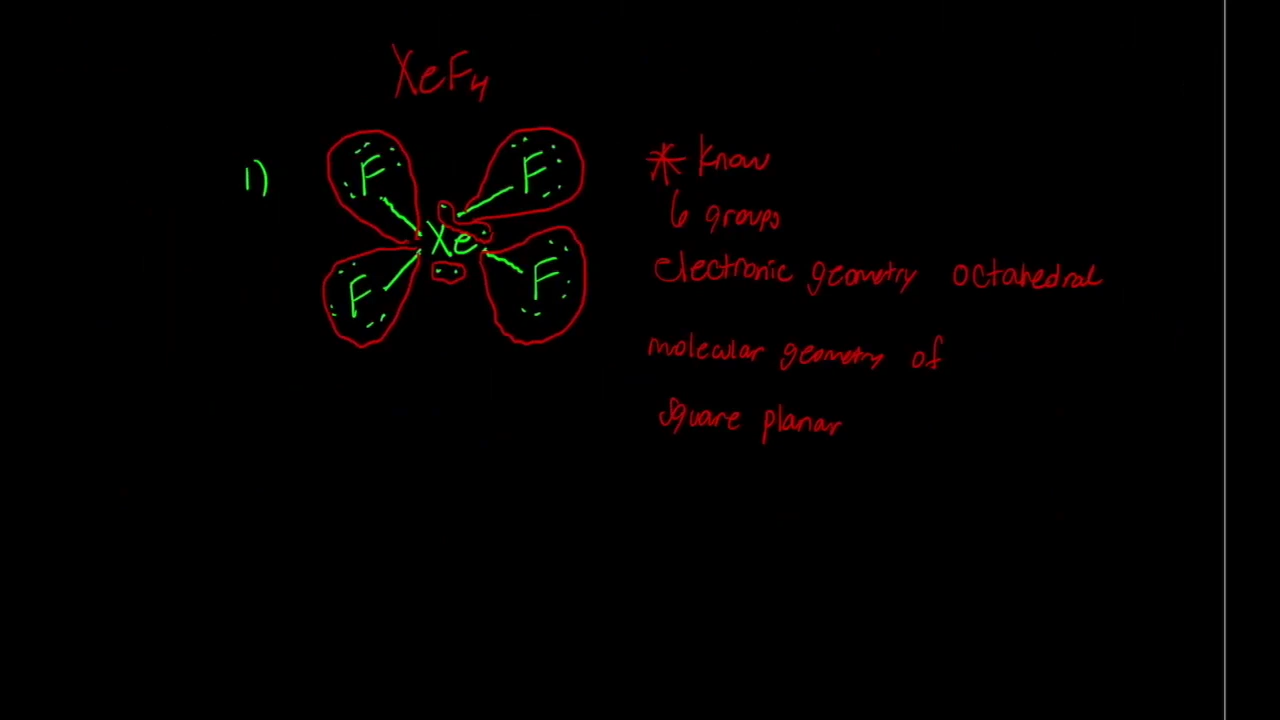 XeF4
1)
F F
Xe
F F
* Know
6 groups
electronic geometry octahedral
molecular geometry of
square planar